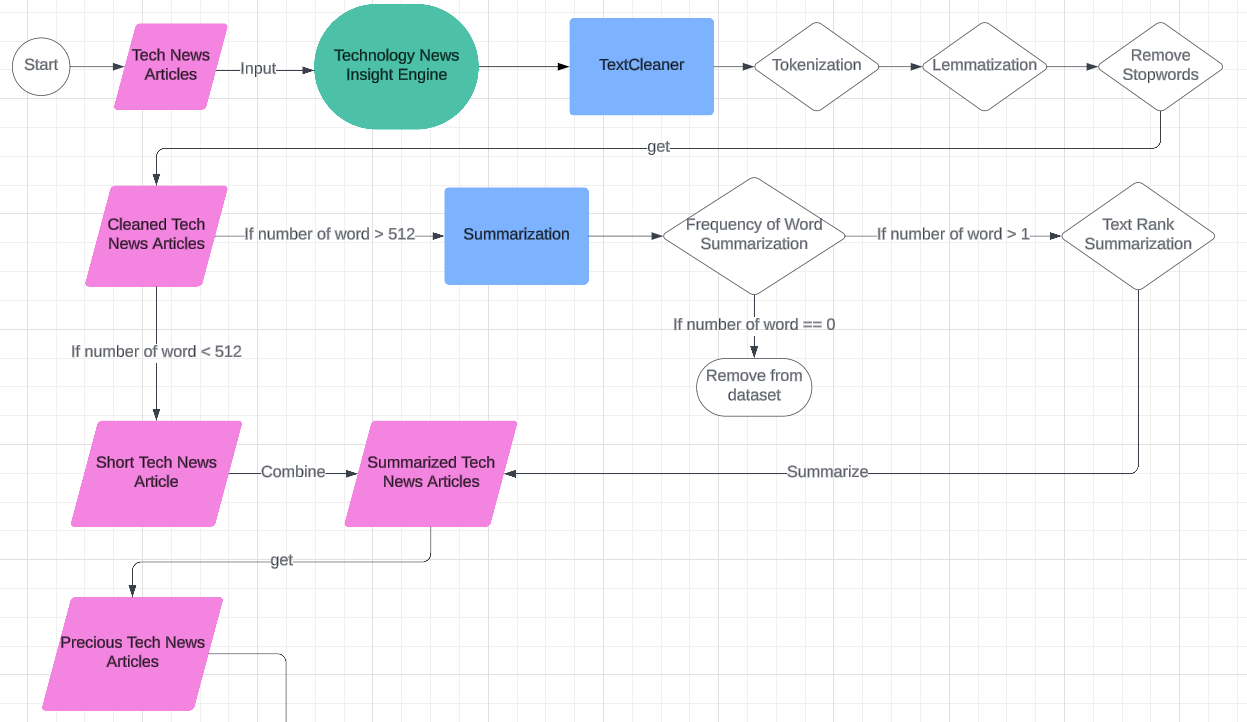 Start
Tech News
Articles
Input
Technology News
Insight Engine
TextCleaner
Tokenization
Lemmatization
Remove
Stopwords
get
Cleaned Tech
News Articles
If number of word > 512
Summarization
Frequency of Word
Summarization
If number of word > 1
Text Rank
Summarization
If number of word == 0
Remove from
dataset
If number of word < 512
Short Tech News
Article
Combine
Summarized Tech
News Articles
Summarize
get
Precious Tech News
Articles